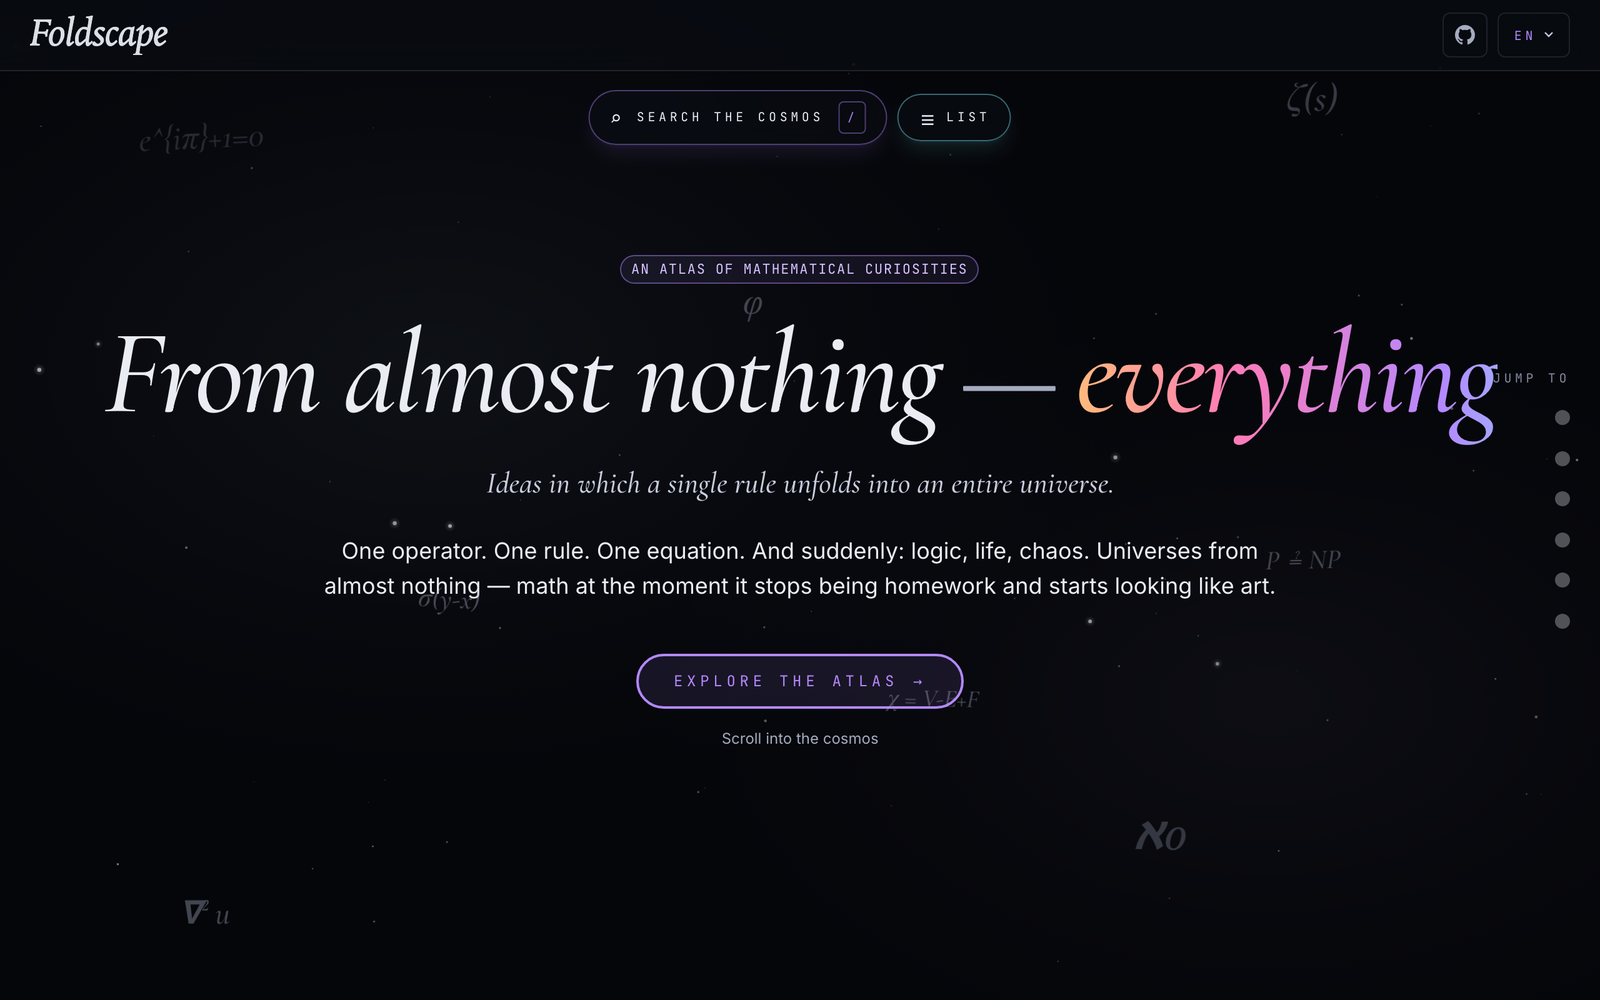 Foldscape
EN
SEARCH THE COSMOS /
LIST
ζ(s)
e^{iπ}+1=0
AN ATLAS OF MATHEMATICAL CURIOSITIES
φ
From almost nothing — everything
JUMP TO
Ideas in which a single rule unfolds into an entire universe.
One operator. One rule. One equation. And suddenly: logic, life, chaos. Universes from
P ≟ NP
almost nothing — math at the moment it stops being homework and starts looking like art.
σ(y-x)
EXPLORE THE ATLAS →
χ = V-E+F
Scroll into the cosmos
ℵ0
∇² u